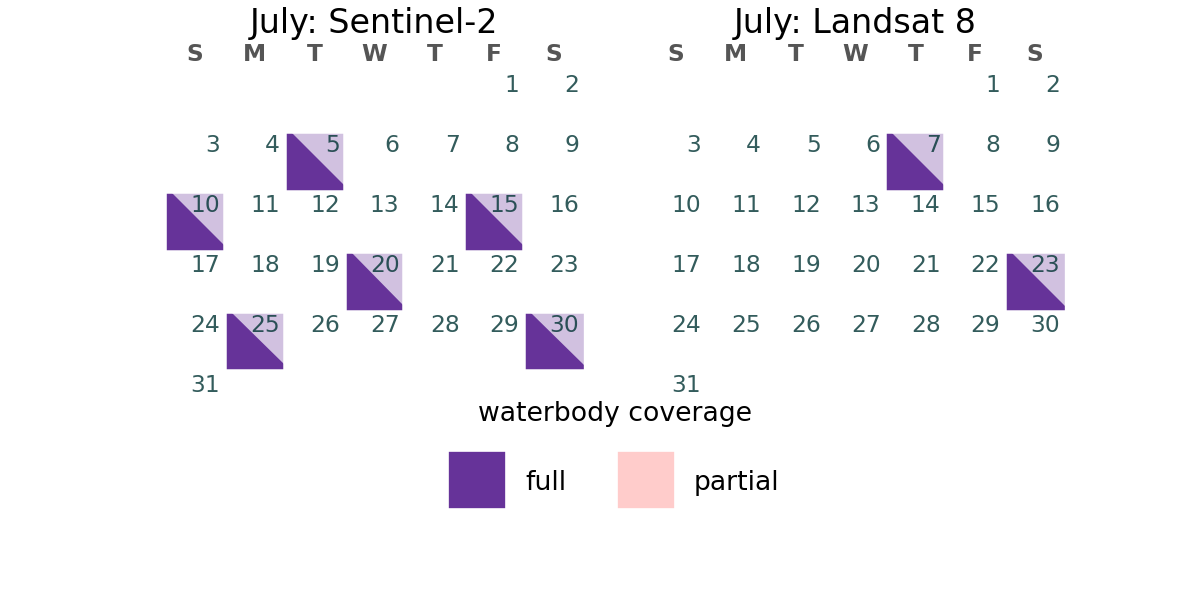 July: Sentinel-2
S M T W T F S
1 2
3 4 5 6 7 8 9
10 11 12 13 14 15 16
17 18 19 20 21 22 23
24 25 26 27 28 29 30
31
July: Landsat 8
S M T W T F S
1 2
3 4 5 6 7 8 9
10 11 12 13 14 15 16
17 18 19 20 21 22 23
24 25 26 27 28 29 30
31
waterbody coverage
full
partial